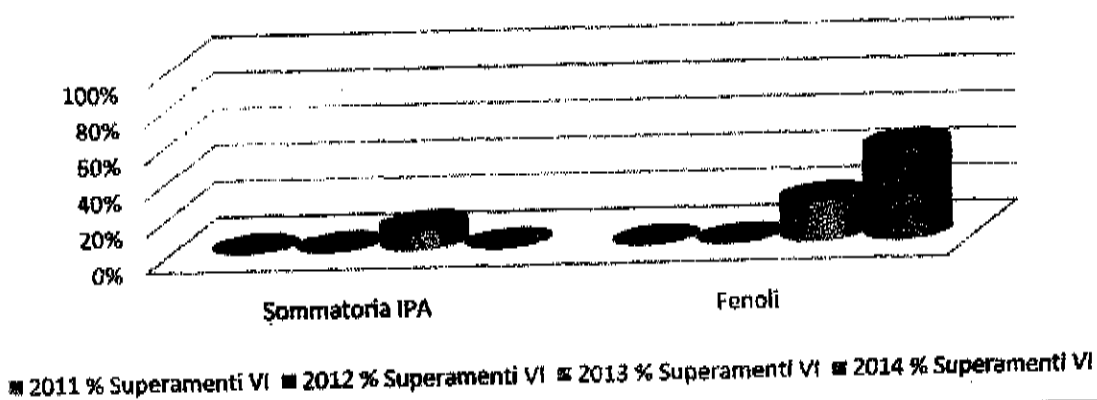 100%
80%
60%
40%
20%
0%
Sommatoria IPA
Fenoli
2011 % Superamenti VI 2012 % Superamenti VI 2013 % Superamenti VI 2014 % Superamenti VI